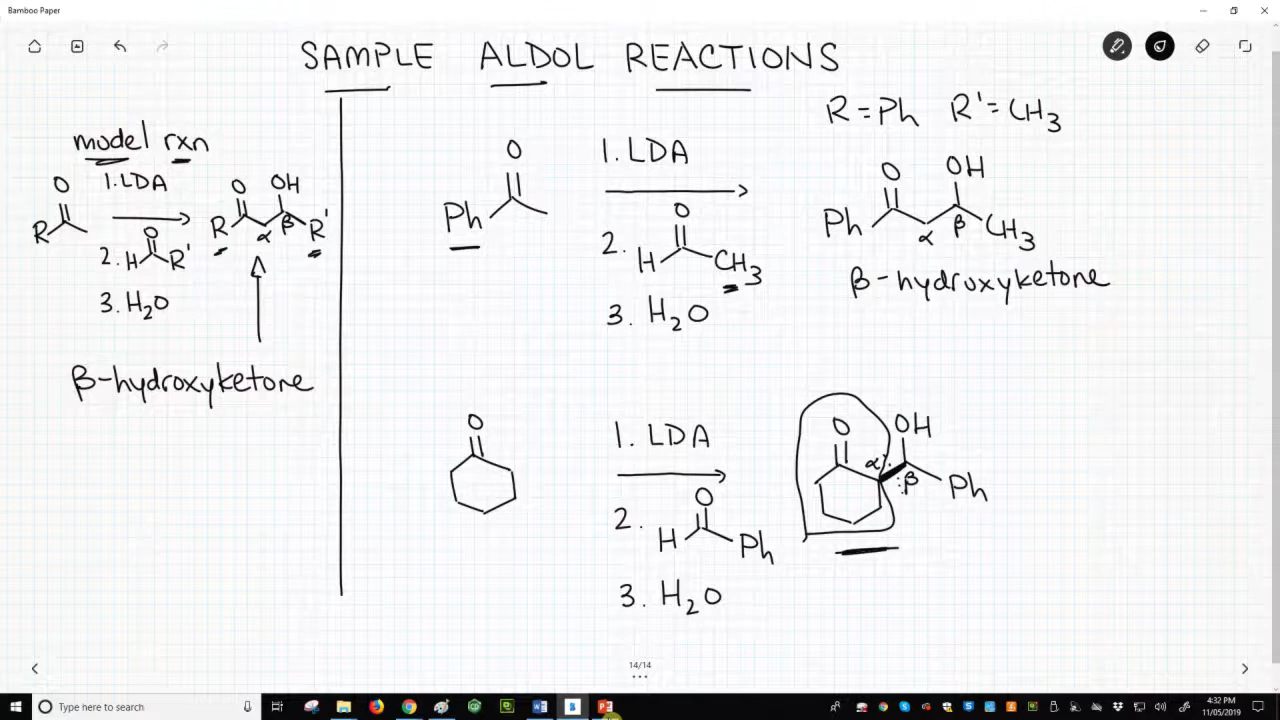 Bamboo Paper
SAMPLE ALDOL REACTIONS
model rxn
O
1. LDA
O OH
R
R α β R'
2. H O R'
3. H2O
β-hydroxyketone
O
Ph
1. LDA
2. O
H CH3
3. H2O
R = Ph R' = CH3
O OH
Ph α β CH3
β-hydroxyketone
O
1. LDA
2. O
H Ph
3. H2O
O OH
α β Ph
14/14
Type here to search
4:32 PM
11/05/2019